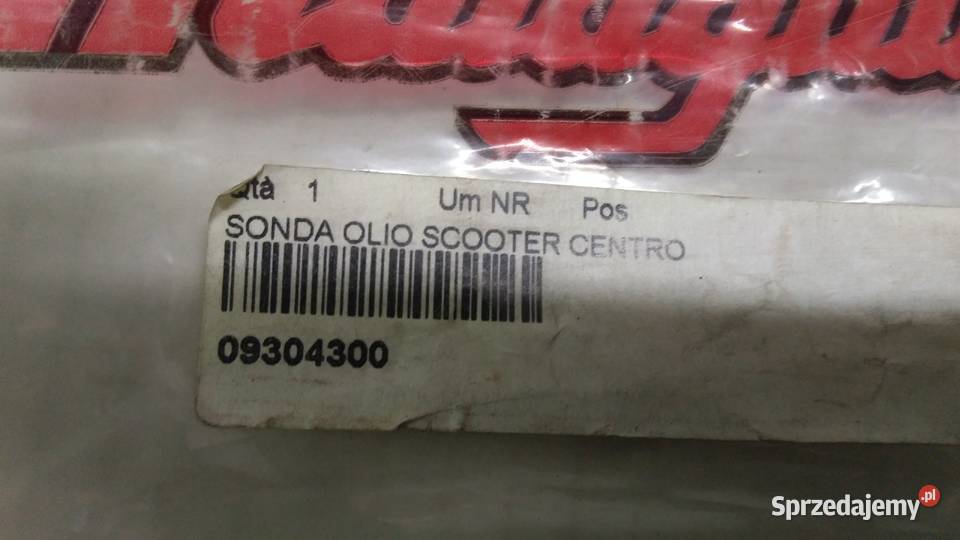 Qtà 1 Um NR Pos
SONDA OLIO SCOOTER CENTRO
09304300
Sprzedajemy.pl